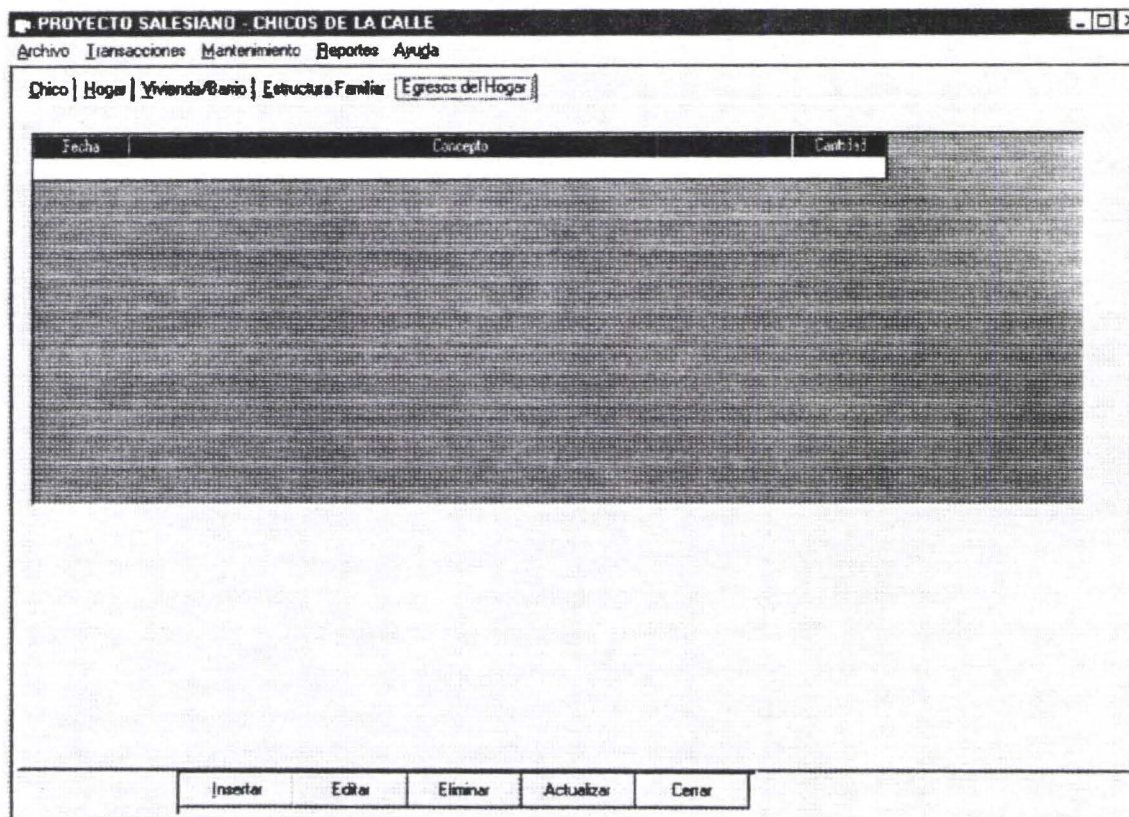 PROYECTO SALESIANO - CHICOS DE LA CALLE
Archivo Transacciones Mantenimiento Reportes Ayuda
Chico Hogar Vivienda/Barrio Estructura Familiar Egresos del Hogar
Fecha Concepto Cantidad
Insertar Editar Eliminar Actualizar Cerrar